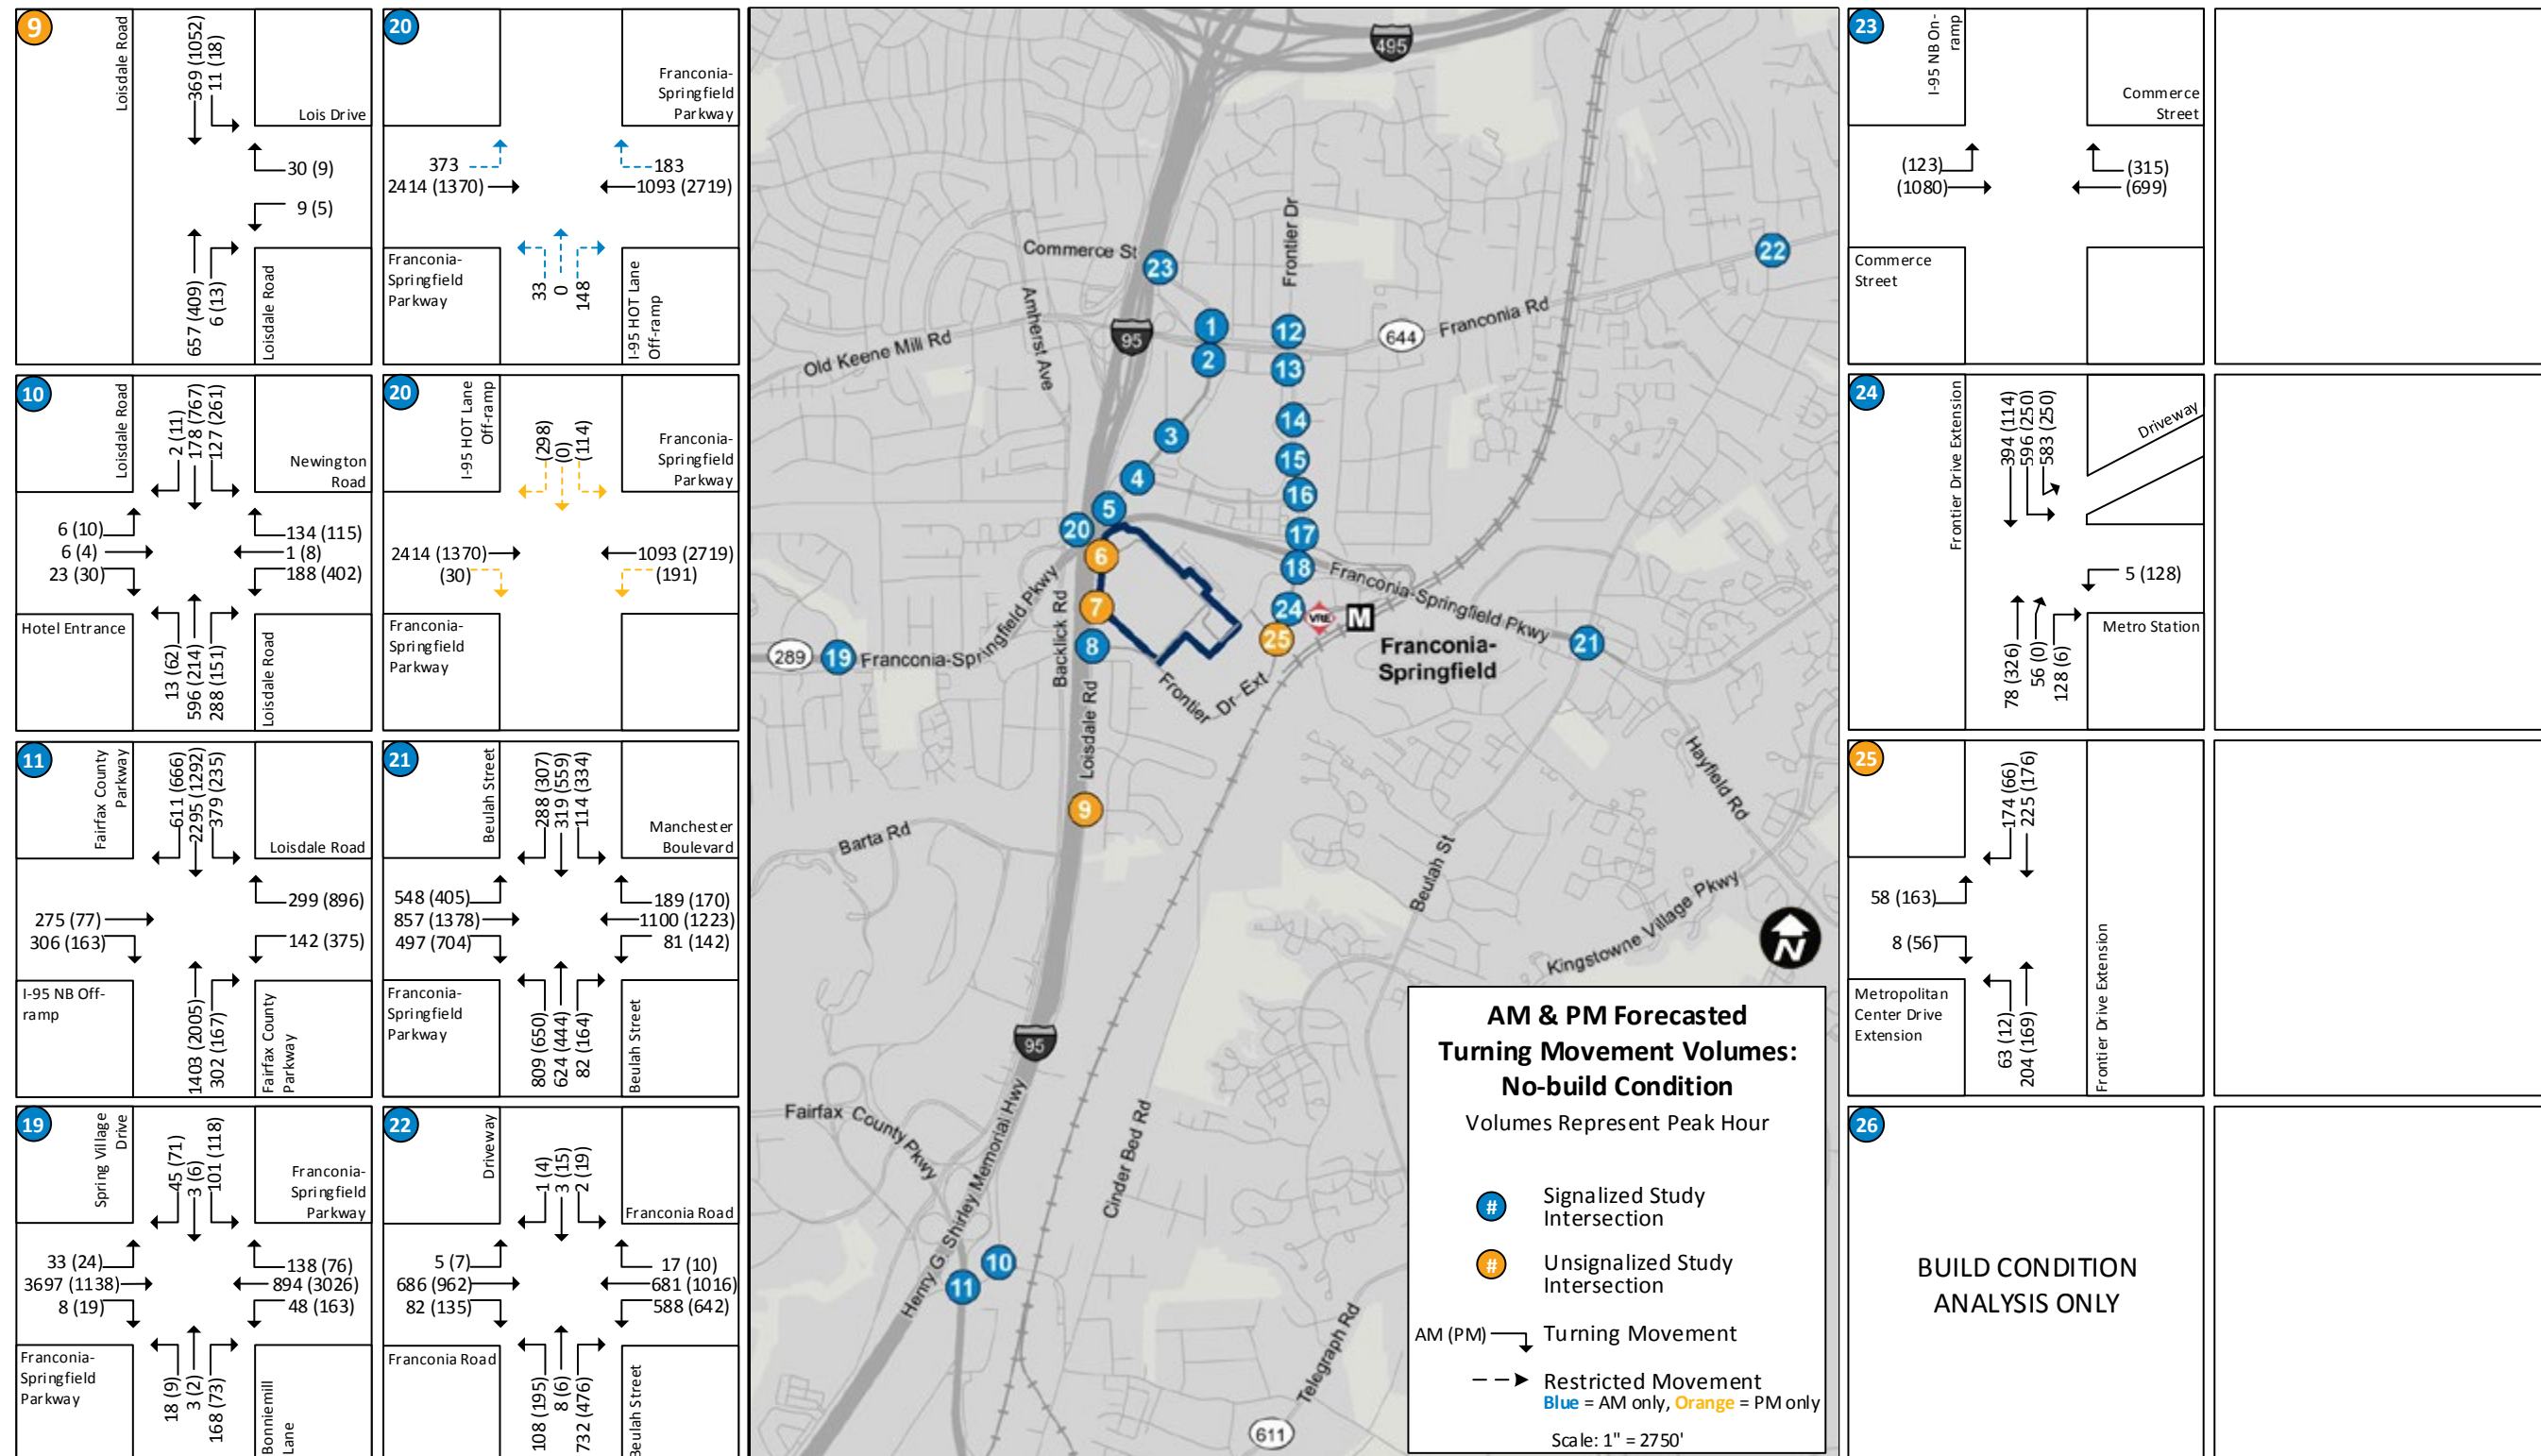 9
Loisdale Road
369 (1052)
11 (18)
Lois Drive
30 (9)
9 (5)
657 (409)
6 (13)
Loisdale Road
20
Franconia-
Springfield
Parkway
373
2414 (1370)
183
1093 (2719)
Franconia-
Springfield
Parkway
33
0
148
I-95 HOT Lane
Off-ramp
10
Loisdale Road
2 (11)
178 (767)
127 (261)
Newington
Road
6 (10)
6 (4)
23 (30)
134 (115)
1 (8)
188 (402)
Hotel Entrance
13 (62)
596 (214)
288 (151)
Loisdale Road
20
I-95 HOT Lane
Off-ramp
(298)
(0)
(114)
Franconia-
Springfield
Parkway
2414 (1370)
(30)
1093 (2719)
(191)
Franconia-
Springfield
Parkway
11
Fairfax County
Parkway
611 (666)
2295 (1292)
379 (235)
Loisdale Road
275 (77)
306 (163)
299 (896)
142 (375)
I-95 NB Off-
ramp
1403 (2005)
302 (167)
Fairfax County
Parkway
21
Beulah Street
288 (307)
319 (559)
114 (334)
Manchester
Boulevard
548 (405)
857 (1378)
497 (704)
189 (170)
1100 (1223)
81 (142)
Franconia-
Springfield
Parkway
809 (650)
624 (444)
82 (164)
Beulah Street
19
Spring Village
Drive
45 (71)
3 (6)
101 (118)
Franconia-
Springfield
Parkway
33 (24)
3697 (1138)
8 (19)
138 (76)
894 (3026)
48 (163)
Franconia-
Springfield
Parkway
18 (9)
3 (2)
168 (73)
Bonniemill
Lane
22
Driveway
1 (4)
3 (15)
2 (19)
Franconia Road
5 (7)
686 (962)
82 (135)
17 (10)
681 (1016)
588 (642)
Franconia Road
108 (195)
8 (6)
732 (476)
Beulah Street
495
Frontier Dr
Commerce St
23
22
Amherst Ave
1
12
95
644
Franconia Rd
Old Keene Mill Rd
2
13
14
3
15
4
16
5
20
17
6
18
Franconia-Springfield Pkwy
7
24
VRE
M
25
8
21
289
19
Franconia-Springfield Pkwy
Backlick Rd
Franconia-
Springfield
Frontier Dr Ext
Loisdale Rd
9
Hayfield Rd
Barta Rd
Beulah St
Kingstowne Village Pkwy
N
95
Fairfax County Pkwy
Henry G. Shirley Memorial Hwy
Cinder Bed Rd
10
11
Telegraph Rd
611
AM & PM Forecasted
Turning Movement Volumes:
No-build Condition
Volumes Represent Peak Hour
# Signalized Study
Intersection
# Unsignalized Study
Intersection
AM (PM) Turning Movement
Restricted Movement
Blue = AM only, Orange = PM only
Scale: 1" = 2750'
23
I-95 NB On-
ramp
Commerce
Street
(123)
(1080)
(315)
(699)
Commerce
Street
24
Frontier Drive Extension
394 (114)
596 (250)
583 (250)
Driveway
5 (128)
Metro Station
78 (326)
56 (0)
128 (6)
25
174 (66)
225 (176)
58 (163)
8 (56)
Metropolitan
Center Drive
Extension
63 (12)
204 (169)
Frontier Drive Extension
26
BUILD CONDITION
ANALYSIS ONLY